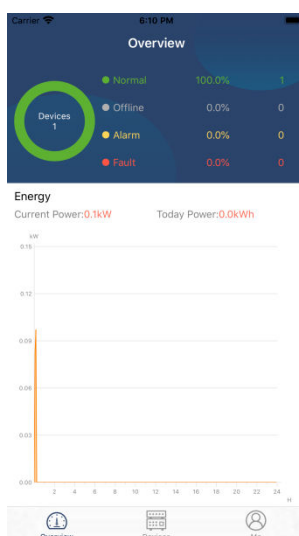 Carrier 6:10 PM
Overview
Devices
1
Normal 100.0% 1
Offline 0.0% 0
Alarm 0.0% 0
Fault 0.0% 0
Energy
Current Power:0.1kW Today Power:0.0kWh
kW
0.15
0.12
0.09
0.06
0.03
0.00
2 4 6 8 10 12 14 16 18 20 22 24
H
Overview Devices Me